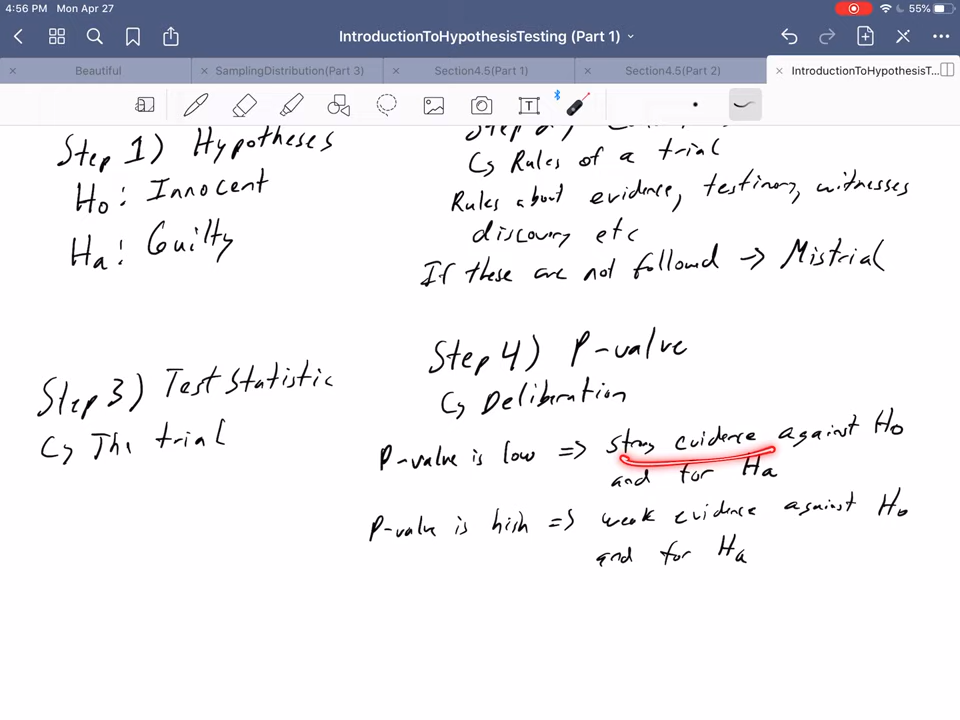 4:56 PM Mon Apr 27
55%
IntroductionToHypothesisTesting (Part 1)
Beautiful
SamplingDistribution(Part 3)
Section4.5(Part 1)
Section4.5 (Part 2)
IntroductionToHypothesisT...
T
Step 1) Hypotheses
Ho: Innocent
Ha: Guilty
↳ Rules of a trial
Rules about evidence, testimony, witnesses
discovery etc
If these are not followed → Mistrial
Step 3) Test Statistic
↳ The trial
Step 4) P-value
↳ Deliberation
P-value is low => strong evidence against Ho
and for Ha
P-value is high => weak evidence against Ho
and for Ha